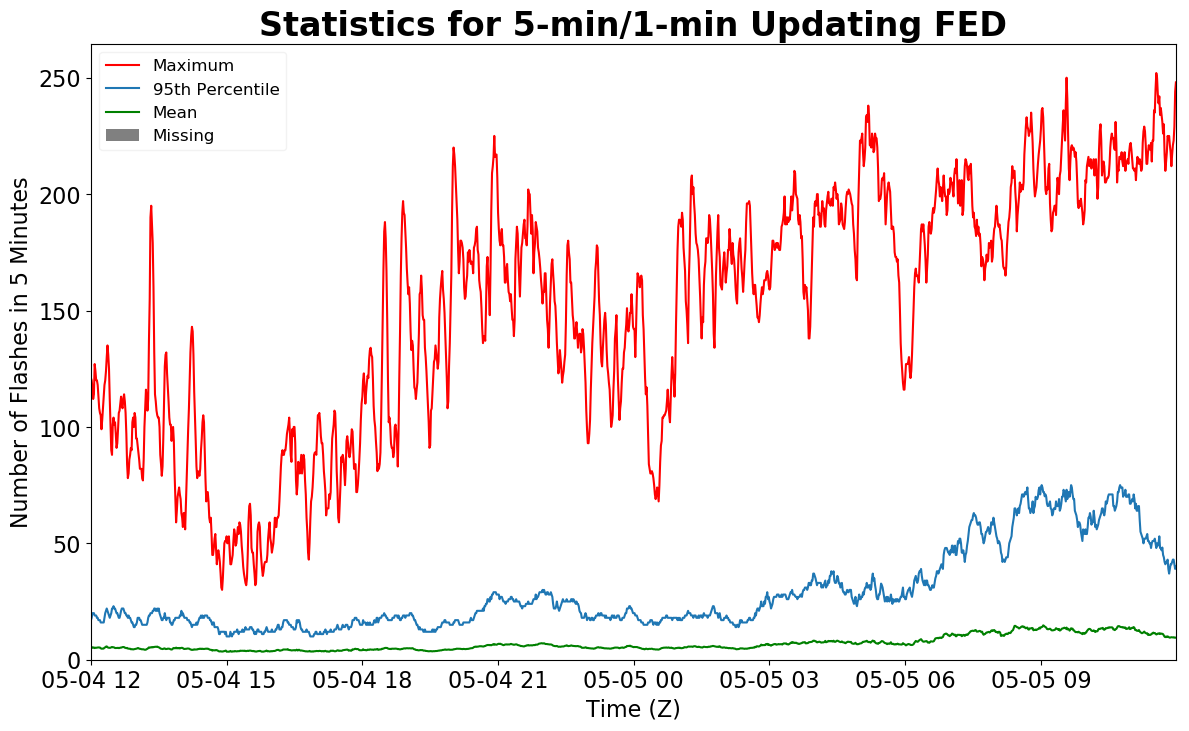 Statistics for 5-min/1-min Updating FED
Maximum
95th Percentile
Mean
Missing
Number of Flashes in 5 Minutes
250
200
150
100
50
0
05-04 12 05-04 15 05-04 18 05-04 21 05-05 00 05-05 03 05-05 06 05-05 09
Time (Z)